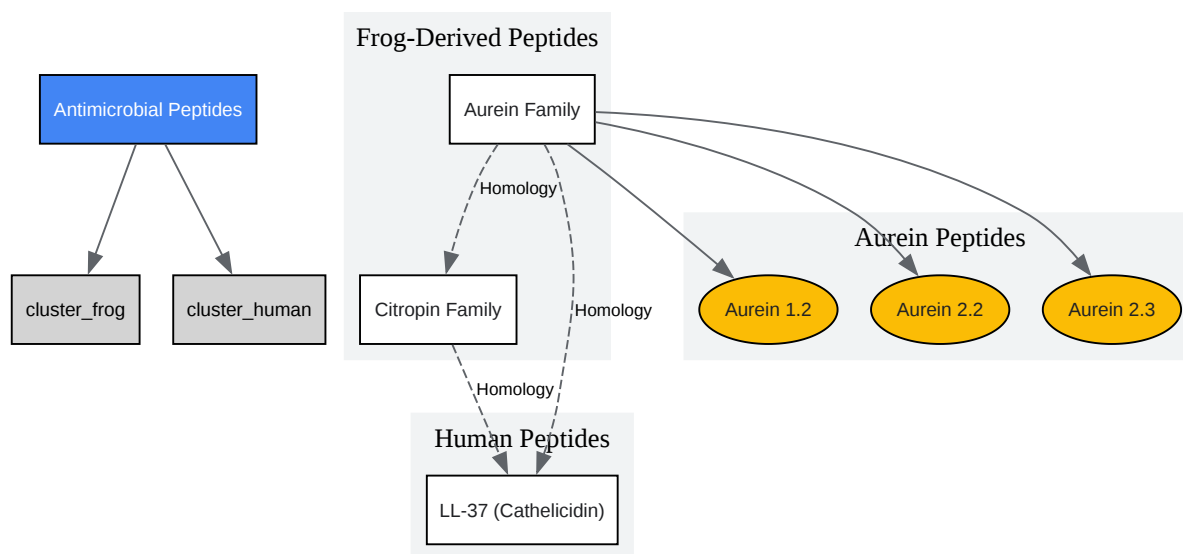 Frog-Derived Peptides
Antimicrobial Peptides
Aurein Family
Homology
Aurein Peptides
cluster_frog
cluster_human
Citropin Family
Homology
Aurein 1.2
Aurein 2.2
Aurein 2.3
Homology
Human Peptides
LL-37 (Cathelicidin)